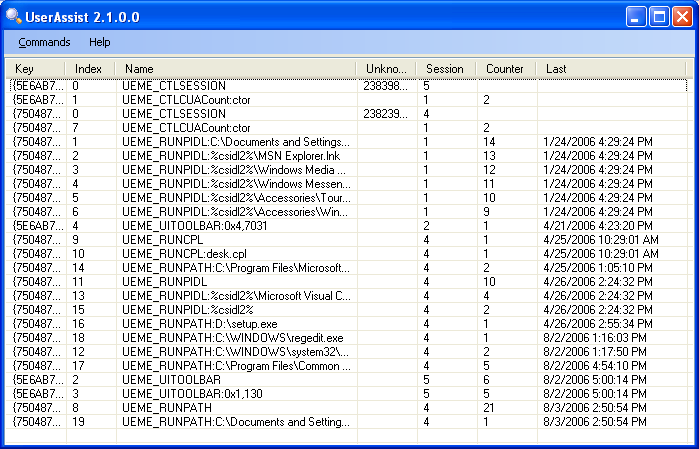 UserAssist 2.1.0.0
Commands Help
Key Index Name Unkno... Session Counter Last
{5E6AB7... 0 UEME_CTLSESSION 238398... 5
{5E6AB7... 1 UEME_CTLCUACount:ctor 1 2
{750487... 0 UEME_CTLSESSION 238239... 4
{750487... 7 UEME_CTLCUACount:ctor 1 2
{750487... 1 UEME_RUNPIDL:C:\Documents and Settings... 1 14 1/24/2006 4:29:24 PM
{750487... 2 UEME_RUNPIDL:%csidl2%\MSN Explorer.lnk 1 13 1/24/2006 4:29:24 PM
{750487... 3 UEME_RUNPIDL:%csidl2%\Windows Media ... 1 12 1/24/2006 4:29:24 PM
{750487... 4 UEME_RUNPIDL:%csidl2%\Windows Messen... 1 11 1/24/2006 4:29:24 PM
{750487... 5 UEME_RUNPIDL:%csidl2%\Accessories\Tour... 1 10 1/24/2006 4:29:24 PM
{750487... 6 UEME_RUNPIDL:%csidl2%\Accessories\Win... 1 9 1/24/2006 4:29:24 PM
{5E6AB7... 4 UEME_UITOOLBAR:0x4,7031 2 1 4/21/2006 4:23:20 PM
{750487... 9 UEME_RUNCPL 4 1 4/25/2006 10:29:01 AM
{750487... 10 UEME_RUNCPL:desk.cpl 4 1 4/25/2006 10:29:01 AM
{750487... 14 UEME_RUNPATH:C:\Program Files\Microsoft... 4 2 4/25/2006 1:05:10 PM
{750487... 11 UEME_RUNPIDL 4 10 4/26/2006 2:24:32 PM
{750487... 13 UEME_RUNPIDL:%csidl2%\Microsoft Visual C... 4 4 4/26/2006 2:24:32 PM
{750487... 15 UEME_RUNPIDL:%csidl2% 4 2 4/26/2006 2:24:32 PM
{750487... 16 UEME_RUNPATH:D:\setup.exe 4 1 4/26/2006 2:55:34 PM
{750487... 18 UEME_RUNPATH:C:\WINDOWS\regedit.exe 4 1 8/2/2006 1:16:03 PM
{750487... 12 UEME_RUNPATH:C:\WINDOWS\system32\... 4 2 8/2/2006 1:17:50 PM
{750487... 17 UEME_RUNPATH:C:\Program Files\Common ... 4 5 8/2/2006 4:54:10 PM
{5E6AB7... 2 UEME_UITOOLBAR 5 6 8/2/2006 5:00:14 PM
{5E6AB7... 3 UEME_UITOOLBAR:0x1,130 5 5 8/2/2006 5:00:14 PM
{750487... 8 UEME_RUNPATH 4 21 8/3/2006 2:50:54 PM
{750487... 19 UEME_RUNPATH:C:\Documents and Setting... 4 1 8/3/2006 2:50:54 PM